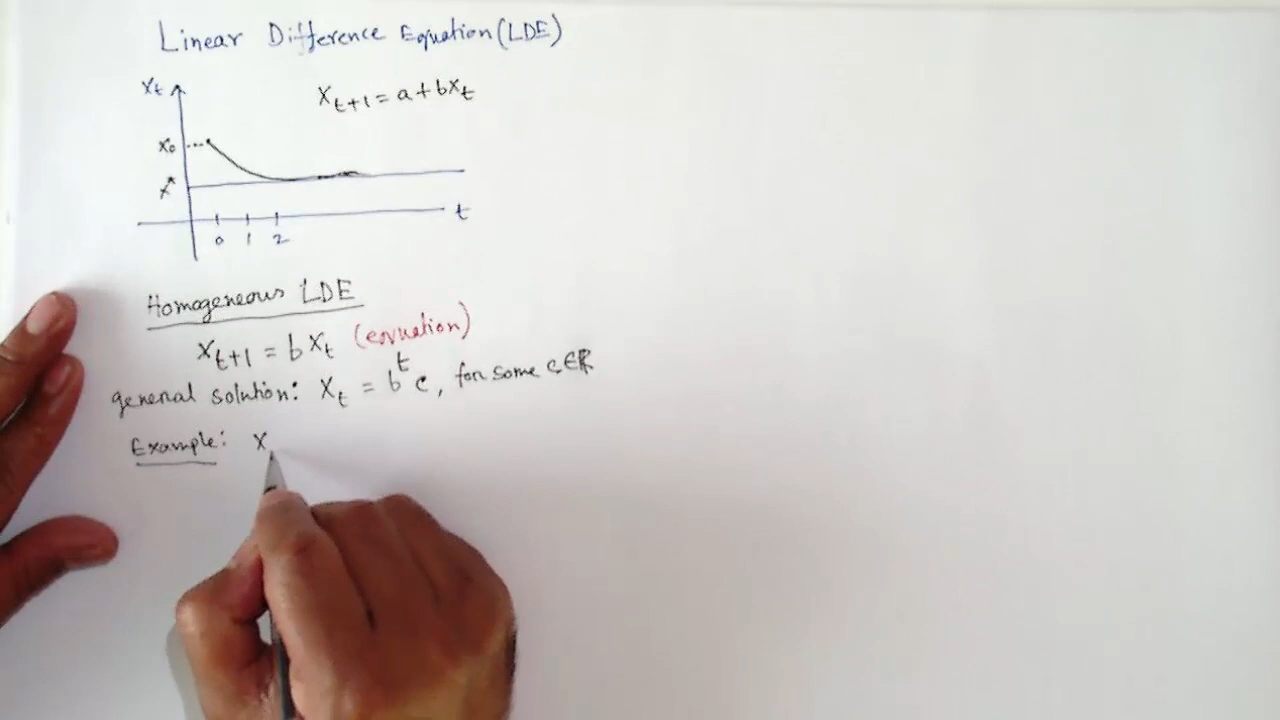 Linear Difference Equation (LDE)
Xt
Xt+1 = a + bXt
X0
X*
t
0 1 2
Homogeneous LDE
Xt+1 = b Xt (equation)
general solution: Xt = b^t c, for some c ∈ R
Example: X